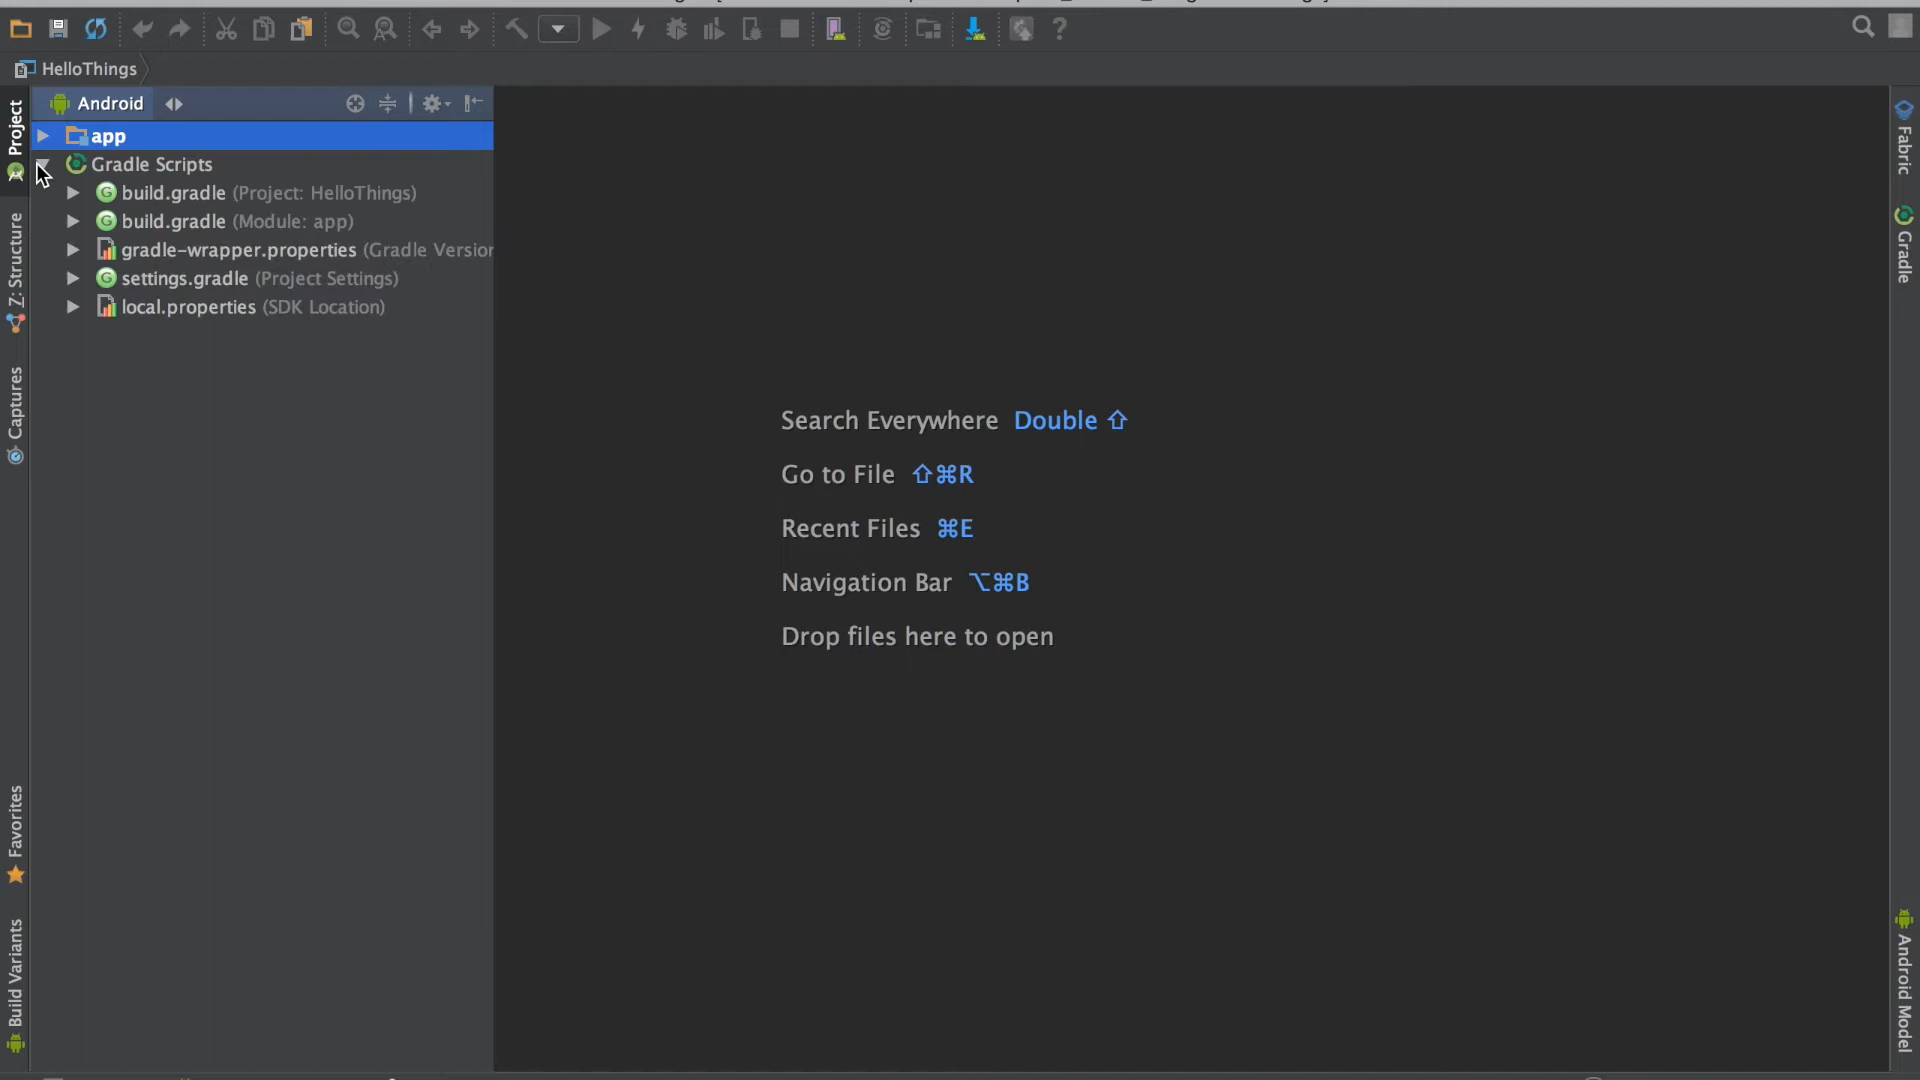 HelloThings
Android
Project
app
Gradle Scripts
build.gradle (Project: HelloThings)
build.gradle (Module: app)
gradle-wrapper.properties (Gradle Version
settings.gradle (Project Settings)
local.properties (SDK Location)
Z: Structure
Captures
Favorites
Build Variants
Search Everywhere Double ⇧
Go to File ⇧⌘R
Recent Files ⌘E
Navigation Bar ⌥⌘B
Drop files here to open
Fabric
Gradle
Android Model